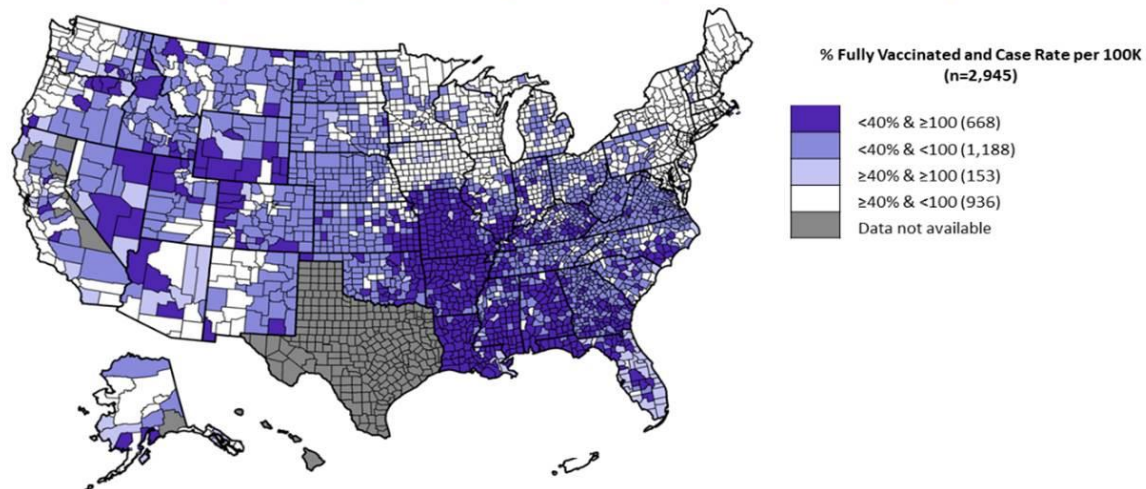 % Fully Vaccinated and Case Rate per 100K
(n=2,945)
<40% & ≥100 (668)
<40% & <100 (1,188)
≥40% & ≥100 (153)
≥40% & <100 (936)
Data not available